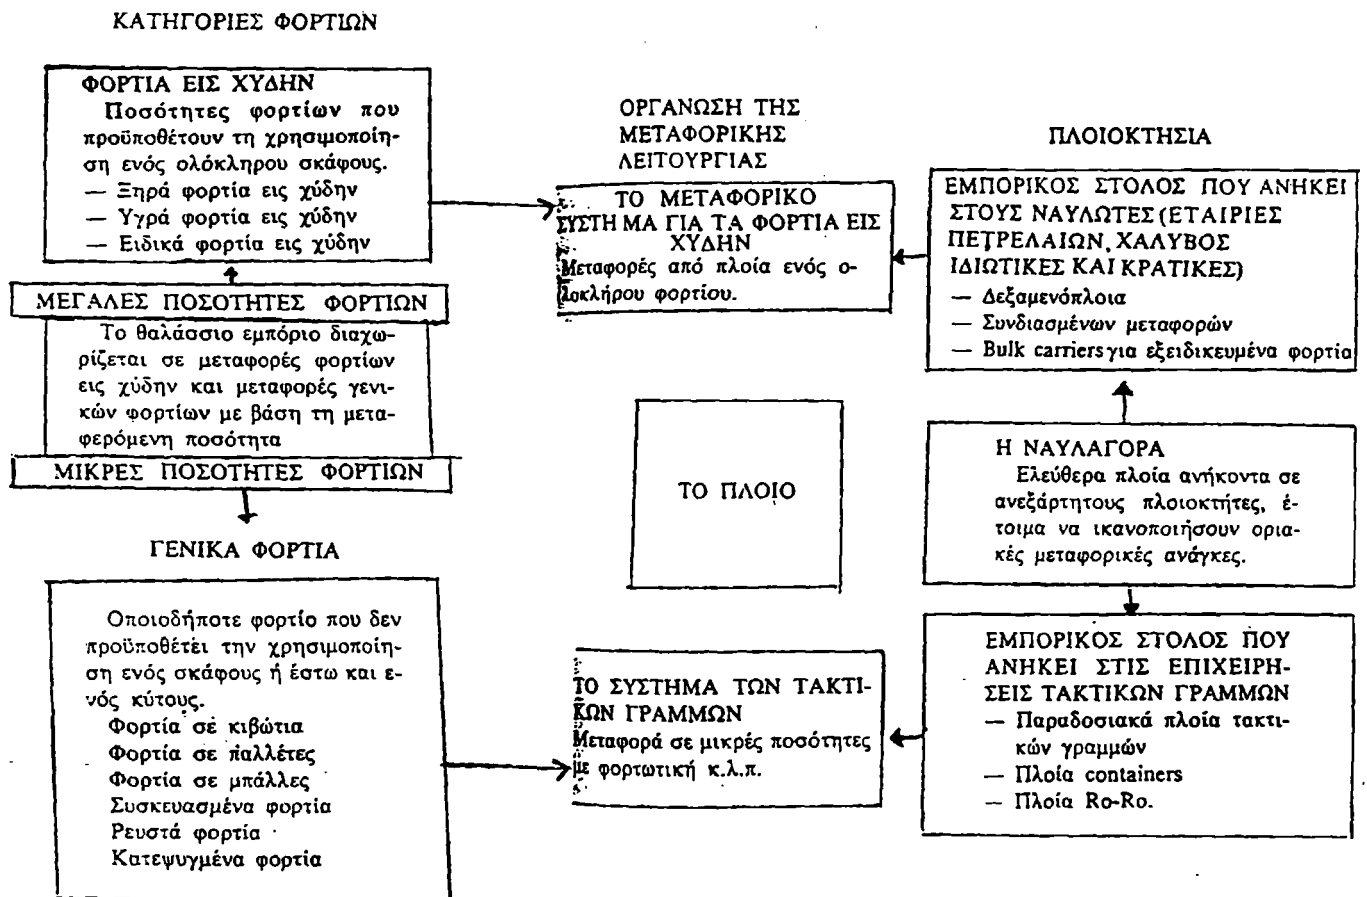 ΚΑΤΗΓΟΡΙΕΣ ΦΟΡΤΙΩΝ
ΦΟΡΤΙΑ ΕΙΣ ΧΥΔΗΝ
Ποσότητες φορτίων που
προϋποθέτουν τη χρησιμοποίη-
ση ενός ολόκληρου σκάφους.
— Ξηρά φορτία εις χύδην
— Υγρά φορτία εις χύδην
— Ειδικά φορτία εις χύδην
ΜΕΓΑΛΕΣ ΠΟΣΟΤΗΤΕΣ ΦΟΡΤΙΩΝ
Το θαλάσσιο εμπόριο διαχω-
ρίζεται σε μεταφορές φορτίων
εις χύδην και μεταφορές γενι-
κών φορτίων με βάση τη μετα-
φερόμενη ποσότητα
ΜΙΚΡΕΣ ΠΟΣΟΤΗΤΕΣ ΦΟΡΤΙΩΝ
ΓΕΝΙΚΑ ΦΟΡΤΙΑ
Οποιοδήποτε φορτίο που δεν
προϋποθέτει την χρησιμοποίη-
ση ενός σκάφους ή έστω και ε-
νός κύτους.
Φορτία σε κιβώτια
Φορτία σε παλλέτες
Φορτία σε μπάλλες
Συσκευασμένα φορτία
Ρευστά φορτία
Κατεψυγμένα φορτία
ΟΡΓΑΝΩΣΗ ΤΗΣ
ΜΕΤΑΦΟΡΙΚΗΣ
ΛΕΙΤΟΥΡΓΙΑΣ
ΤΟ ΜΕΤΑΦΟΡΙΚΟ
ΣΥΣΤΗΜΑ ΓΙΑ ΤΑ ΦΟΡΤΙΑ ΕΙΣ
ΧΥΔΗΝ
Μεταφορές από πλοία ενός ο-
λοκλήρου φορτίου.
ΤΟ ΠΛΟΙΟ
ΤΟ ΣΥΣΤΗΜΑ ΤΩΝ ΤΑΚΤΙ-
ΚΩΝ ΓΡΑΜΜΩΝ
Μεταφορά σε μικρές ποσότητες
με φορτωτική κ.λ.π.
ΠΛΟΙΟΚΤΗΣΙΑ
ΕΜΠΟΡΙΚΟΣ ΣΤΟΛΟΣ ΠΟΥ ΑΝΗΚΕΙ
ΣΤΟΥΣ ΝΑΥΛΩΤΕΣ (ΕΤΑΙΡΙΕΣ
ΠΕΤΡΕΛΑΙΩΝ, ΧΑΛΥΒΟΣ
ΙΔΙΩΤΙΚΕΣ ΚΑΙ ΚΡΑΤΙΚΕΣ)
— Δεξαμενόπλοια
— Συνδιασμένων μεταφορών
— Bulk carriers για εξειδικευμένα φορτία
Η ΝΑΥΛΑΓΟΡΑ
Ελεύθερα πλοία ανήκοντα σε
ανεξάρτητους πλοιοκτήτες, έ-
τοιμα να ικανοποιήσουν ορια-
κές μεταφορικές ανάγκες.
ΕΜΠΟΡΙΚΟΣ ΣΤΟΛΟΣ ΠΟΥ
ΑΝΗΚΕΙ ΣΤΙΣ ΕΠΙΧΕΙΡΗ-
ΣΕΙΣ ΤΑΚΤΙΚΩΝ ΓΡΑΜΜΩΝ
— Παραδοσιακά πλοία τακτι-
κών γραμμών
— Πλοία containers
— Πλοία Ro-Ro.